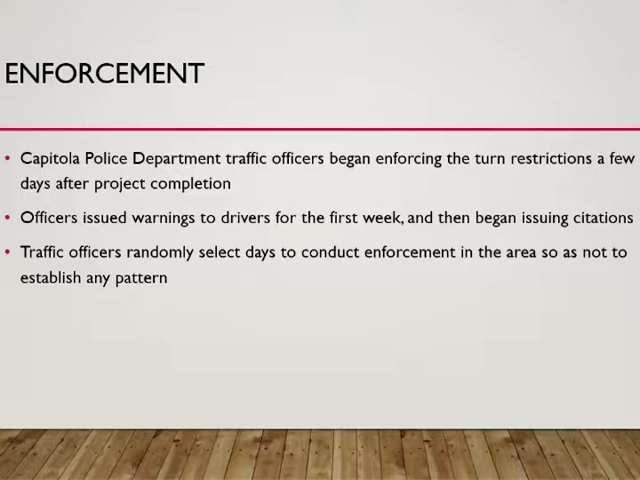 ENFORCEMENT
• Capitola Police Department traffic officers began enforcing the turn restrictions a few
days after project completion
• Officers issued warnings to drivers for the first week, and then began issuing citations
• Traffic officers randomly select days to conduct enforcement in the area so as not to
establish any pattern